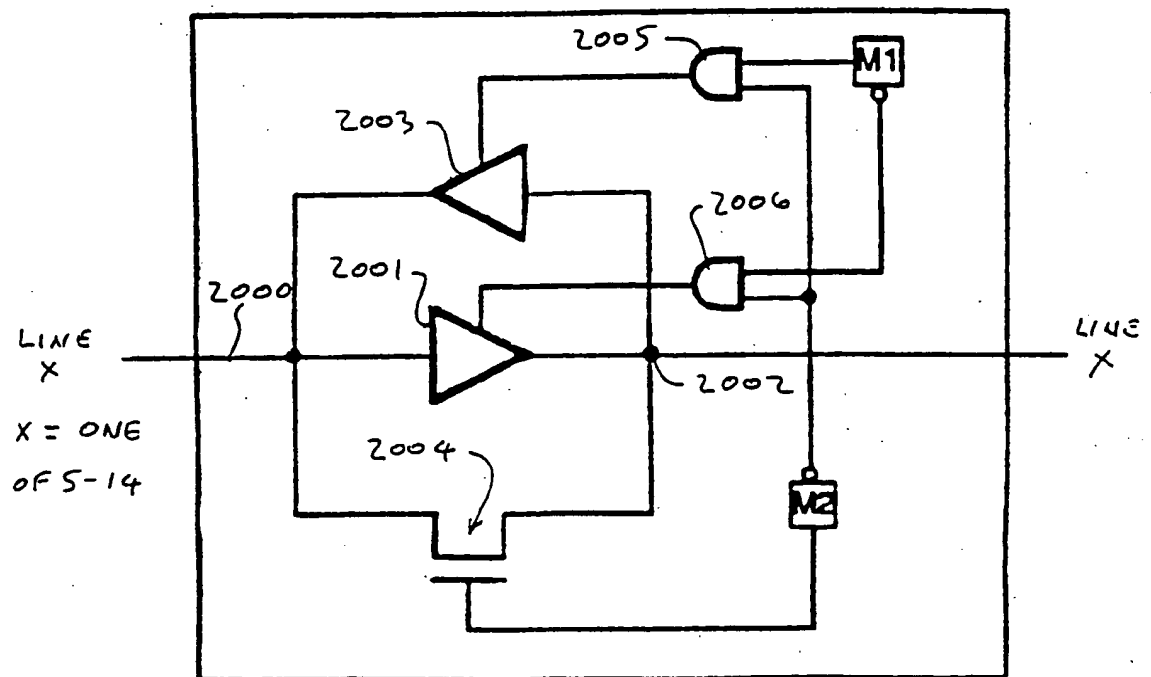 2005
M1
2003
2006
2001
2000
LINE
X
LINE
X
2002
X = ONE
OF 5-14
2004
M2